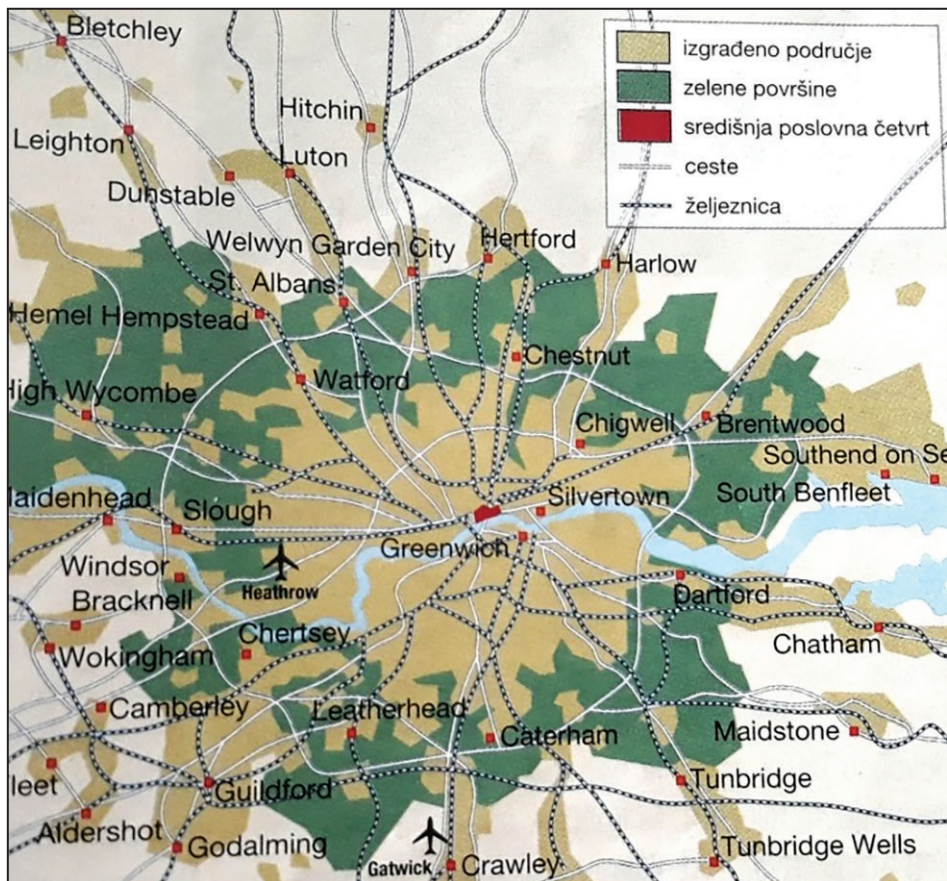 Bletchley
izgrađeno područje
zelene površine
središnja poslovna četvrt
ceste
željeznica
Hitchin
Leighton
Luton
Dunstable
Welwyn Garden City
Hertford
Harlow
St. Albans
Hemel Hempstead
Chestnut
Watford
High Wycombe
Chigwell
Brentwood
Southend on Se
South Benfleet
Maidenhead
Slough
Silvertown
Greenwich
Heathrow
Windsor
Bracknell
Dartford
Chertsey
Chatham
Wokingham
Camberley
Leatherhead
Caterham
Maidstone
leet
Guildford
Tunbridge
Aldershot
Godalming
Gatwick
Crawley
Tunbridge Wells